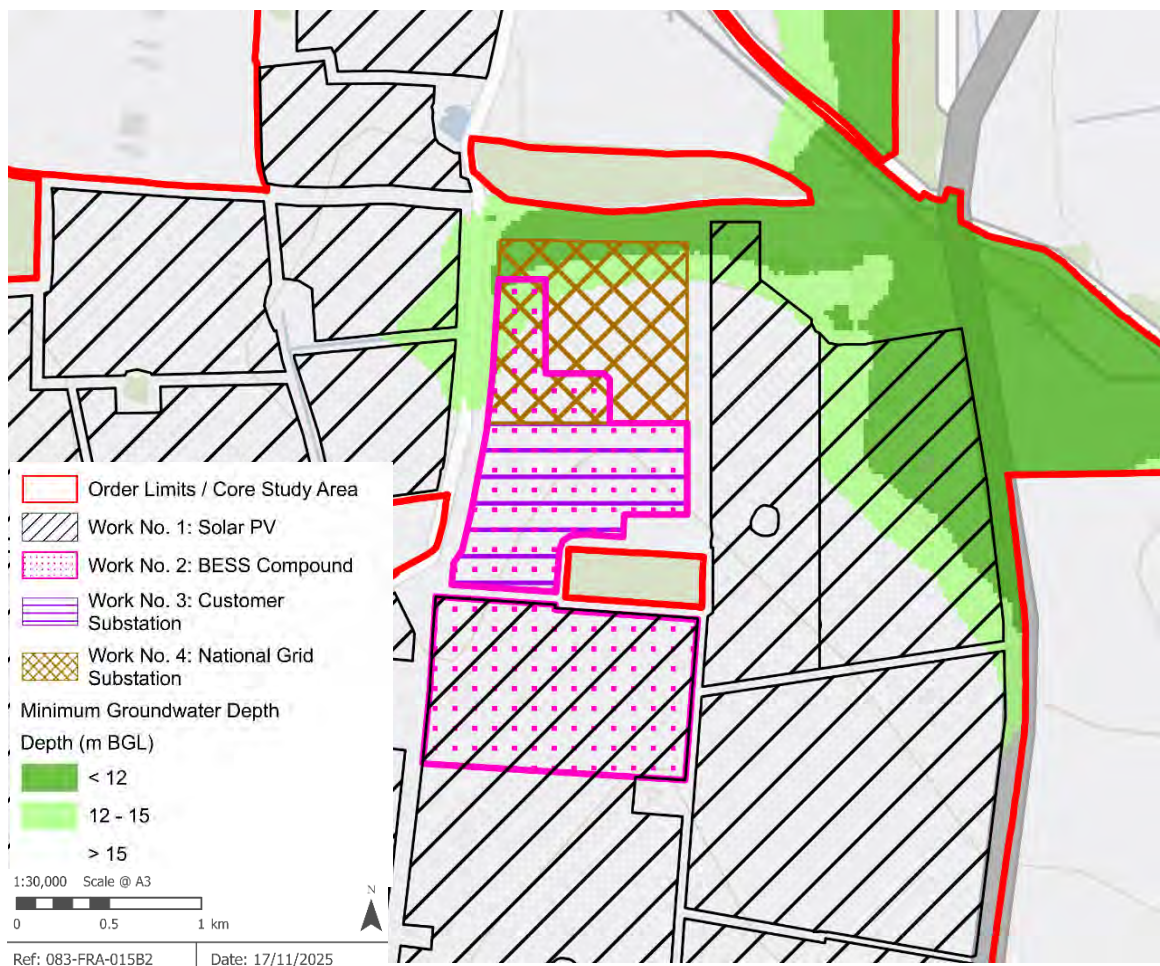 Order Limits / Core Study Area
Work No. 1: Solar PV
Work No. 2: BESS Compound
Work No. 3: Customer
Substation
Work No. 4: National Grid
Substation
Minimum Groundwater Depth
Depth (m BGL)
< 12
12 - 15
> 15
1:30,000 Scale @ A3
N
0 0.5 1 km
Ref: 083-FRA-015B2 Date: 17/11/2025